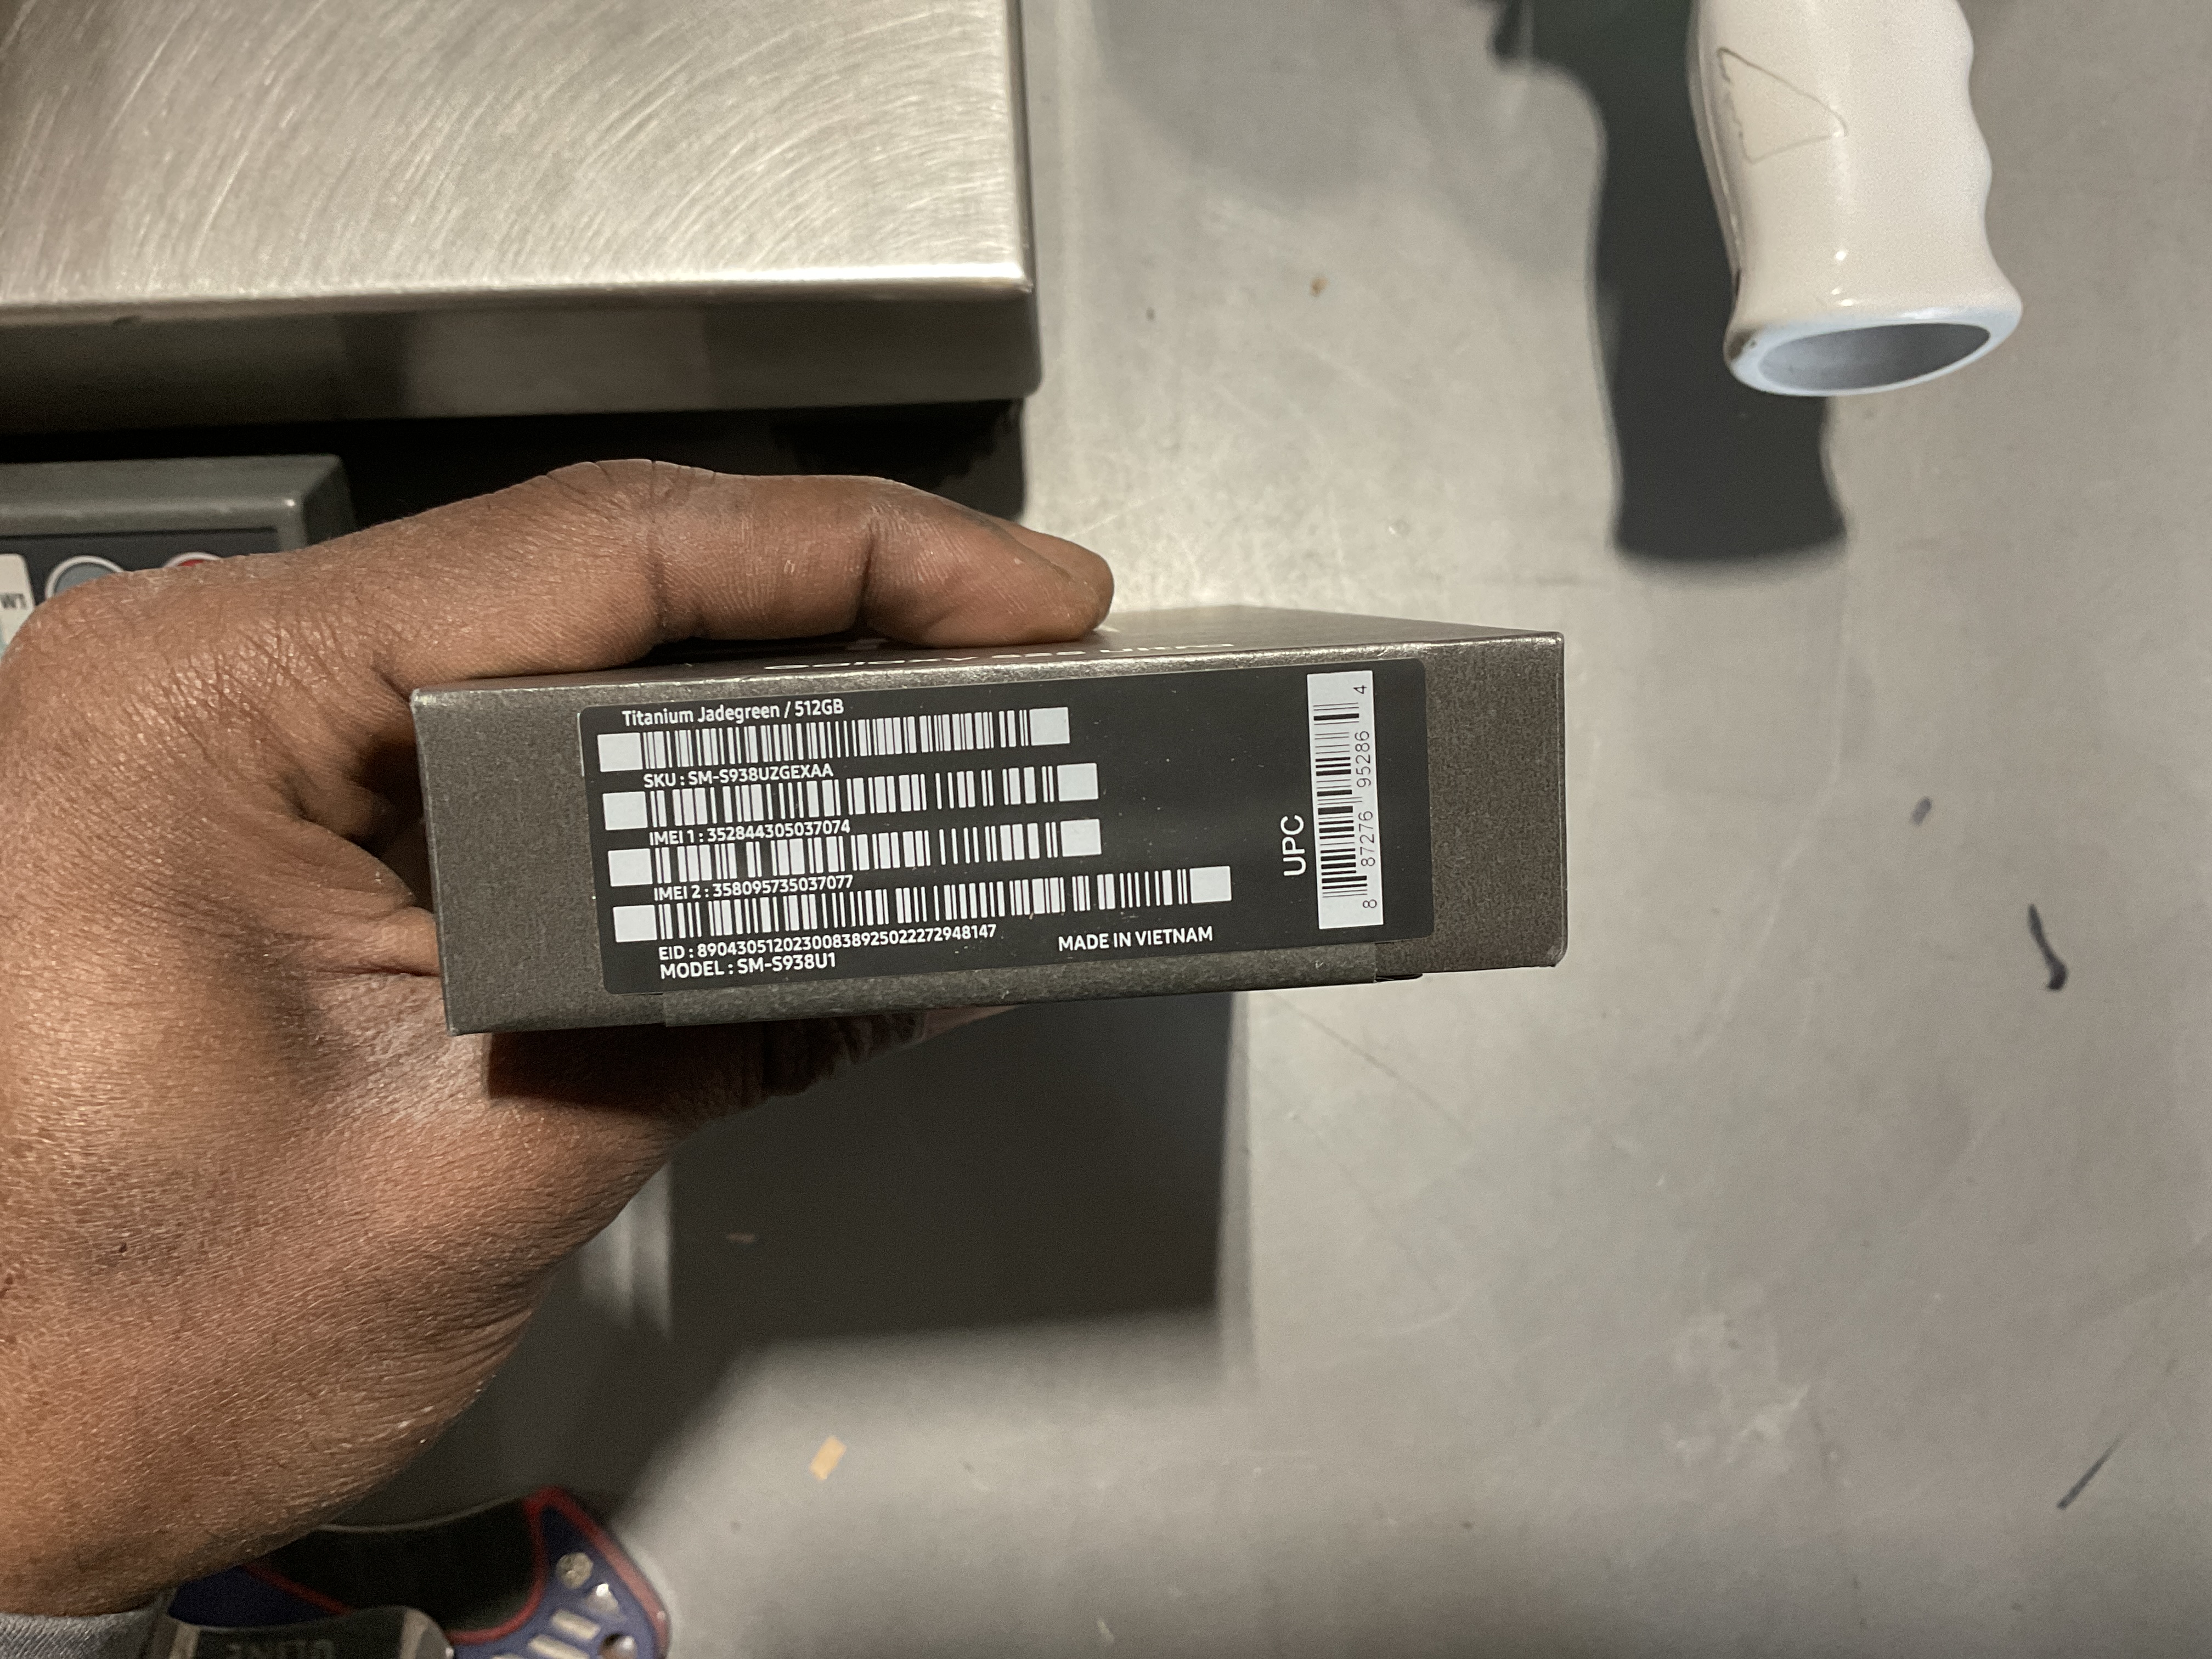 Titanium Jadegreen / 512GB
SKU : SM-S938UZGEXAA
IMEI 1 : 352844305037074
IMEI 2 : 358095735037077
EID : 89043051202300838925022272948147
MODEL : SM-S938U1
MADE IN VIETNAM
UPC
8 87276 95286 4